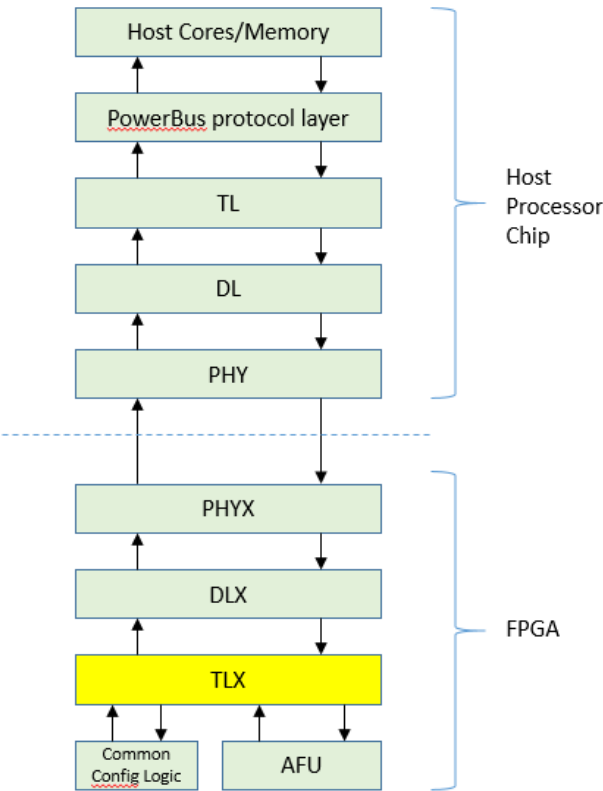 Host Cores/Memory
PowerBus protocol layer
TL
DL
PHY
Host
Processor
Chip
PHYX
DLX
TLX
Common
Config Logic
AFU
FPGA